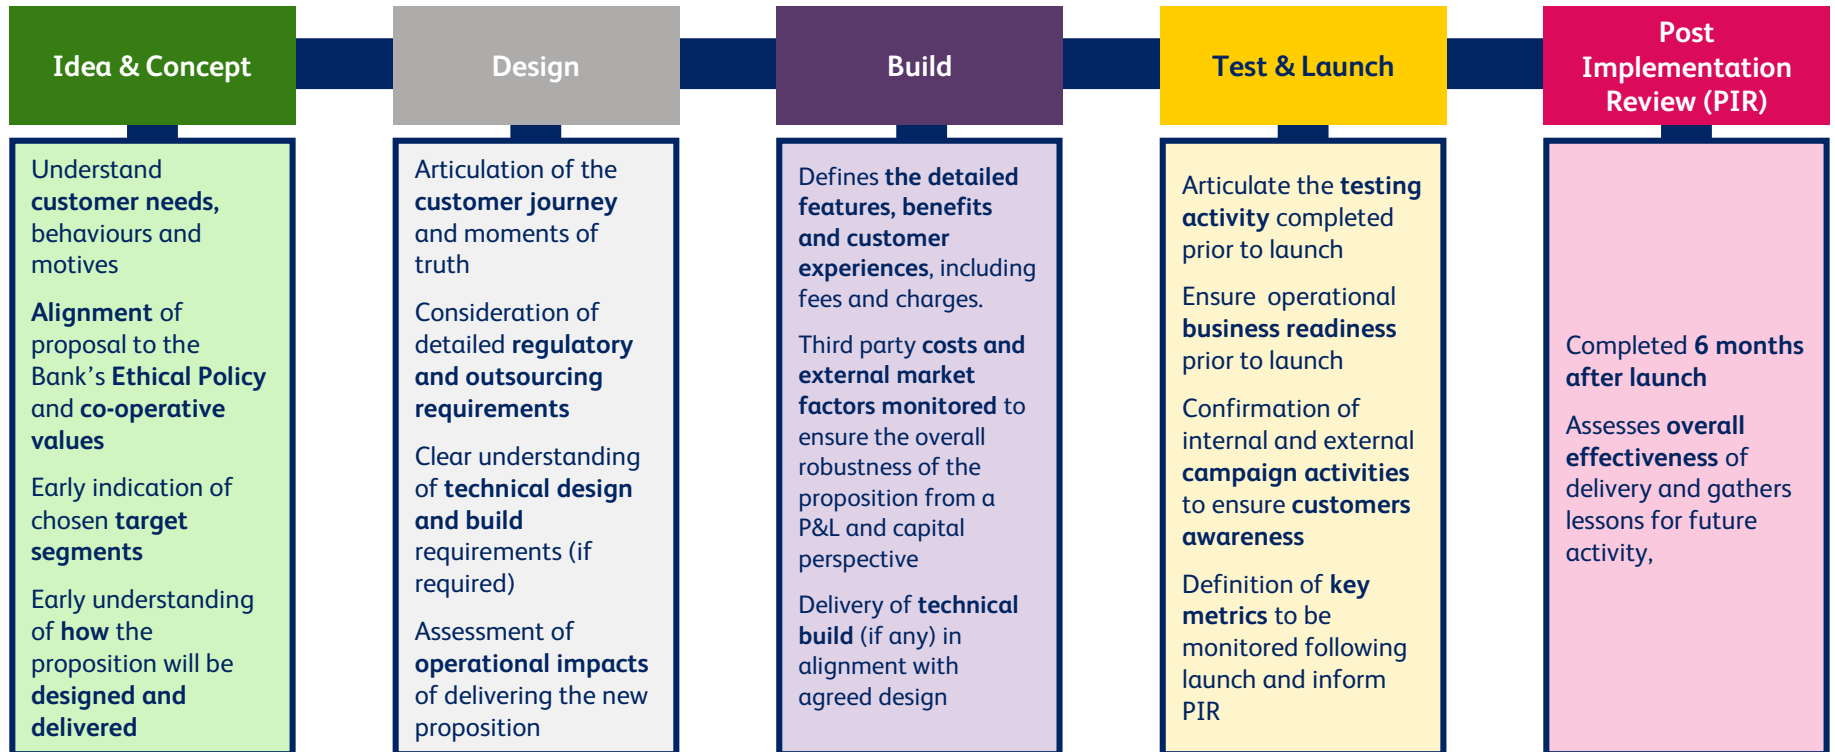 Idea & Concept
Understand
customer needs,
behaviours and
motives
Alignment of
proposal to the
Bank's Ethical Policy
and co-operative
values
Early indication of
chosen target
segments
Early understanding
of how the
proposition will be
designed and
delivered
Design
Articulation of the
customer journey
and moments of
truth
Consideration of
detailed regulatory
and outsourcing
requirements
Clear understanding
of technical design
and build
requirements (if
required)
Assessment of
operational impacts
of delivering the new
proposition
Build
Defines the detailed
features, benefits
and customer
experiences, including
fees and charges.
Third party costs and
external market
factors monitored to
ensure the overall
robustness of the
proposition from a
P&L and capital
perspective
Delivery of technical
build (if any) in
alignment with
agreed design
Test & Launch
Articulate the testing
activity completed
prior to launch
Ensure operational
business readiness
prior to launch
Confirmation of
internal and external
campaign activities
to ensure customers
awareness
Definition of key
metrics to be
monitored following
launch and inform
PIR
Post
Implementation
Review (PIR)
Completed 6 months
after launch
Assesses overall
effectiveness of
delivery and gathers
lessons for future
activity,